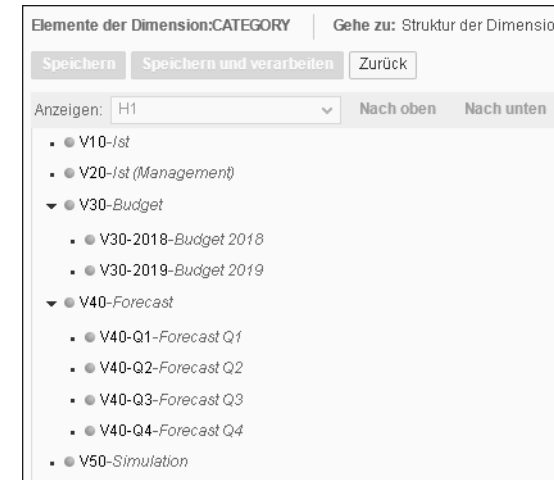 Elemente der Dimension:CATEGORY Gehe zu: Struktur der Dimensio
Speichern Speichern und verarbeiten Zurück
Anzeigen: H1 Nach oben Nach unten
V10-Ist
V20-Ist (Management)
V30-Budget
V30-2018-Budget 2018
V30-2019-Budget 2019
V40-Forecast
V40-Q1-Forecast Q1
V40-Q2-Forecast Q2
V40-Q3-Forecast Q3
V40-Q4-Forecast Q4
V50-Simulation